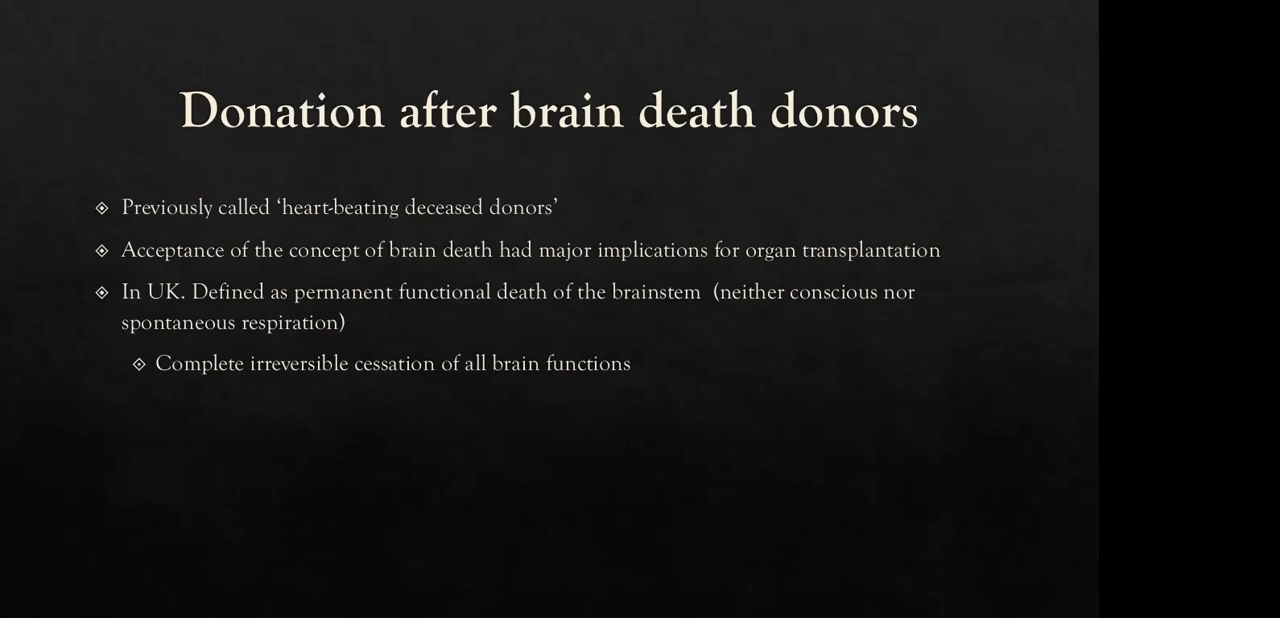 Donation after brain death donors
Previously called ‘heart-beating deceased donors’
Acceptance of the concept of brain death had major implications for organ transplantation
In UK. Defined as permanent functional death of the brainstem  (neither conscious nor
spontaneous respiration)
Complete irreversible cessation of all brain functions